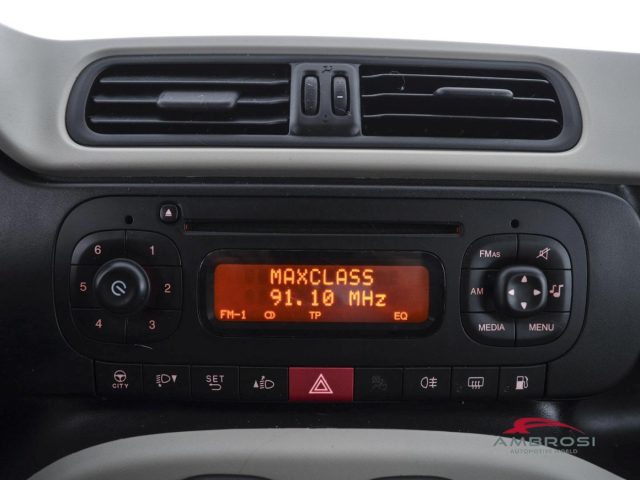 6 1
5 2
4 3
MAXCLASS
91.10 MHz
FM-1 TP EQ
FMAS
AM
MEDIA MENU
CITY SET
AMBROSI
AUTOMOTIVE WORLD